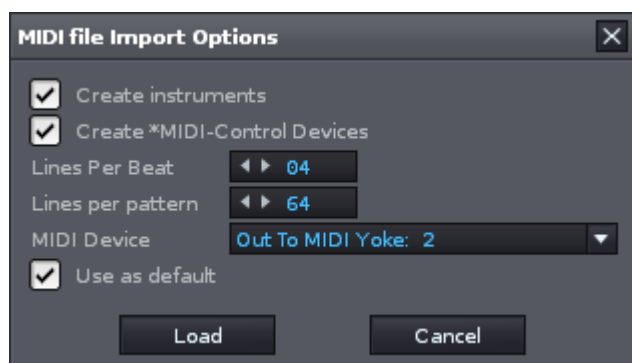 MIDI file Import Options
Create instruments
Create *MIDI-Control Devices
Lines Per Beat 04
Lines per pattern 64
MIDI Device Out To MIDI Yoke: 2
Use as default
Load Cancel